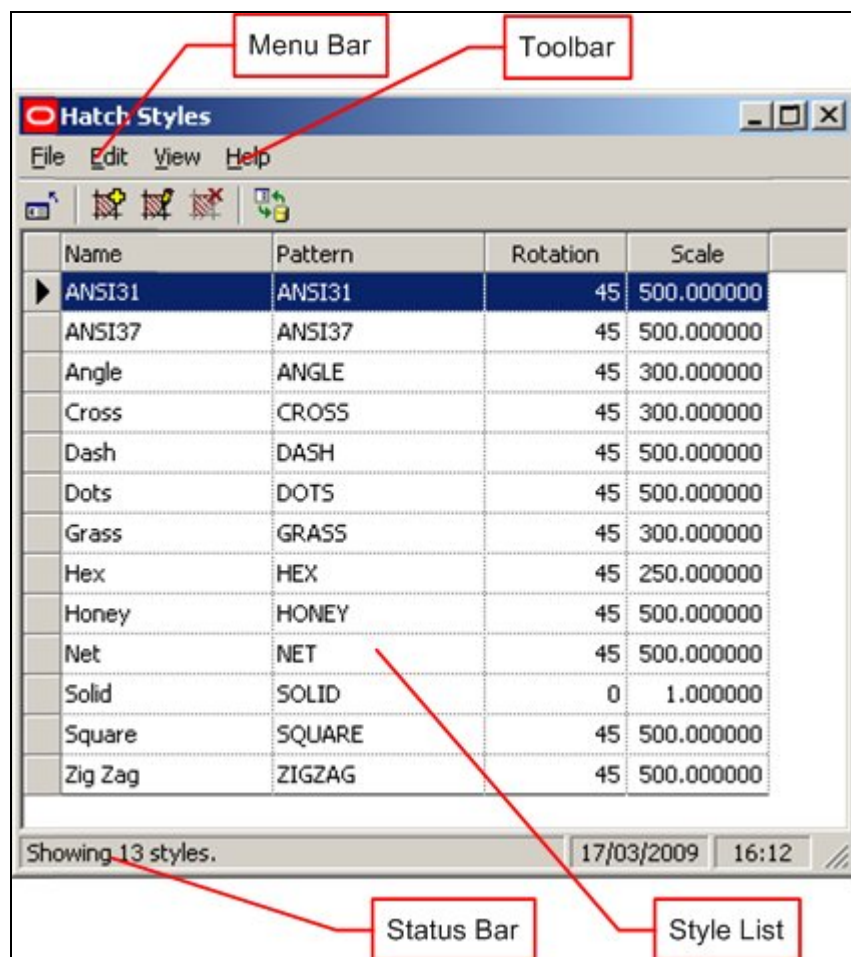 Menu Bar Toolbar
Hatch Styles
File Edit View Help
Name Pattern Rotation Scale
ANSI31 ANSI31 45 500.000000
ANSI37 ANSI37 45 500.000000
Angle ANGLE 45 300.000000
Cross CROSS 45 300.000000
Dash DASH 45 500.000000
Dots DOTS 45 500.000000
Grass GRASS 45 300.000000
Hex HEX 45 250.000000
Honey HONEY 45 500.000000
Net NET 45 500.000000
Solid SOLID 0 1.000000
Square SQUARE 45 500.000000
Zig Zag ZIGZAG 45 500.000000
Showing 13 styles. 17/03/2009 16:12
Status Bar Style List